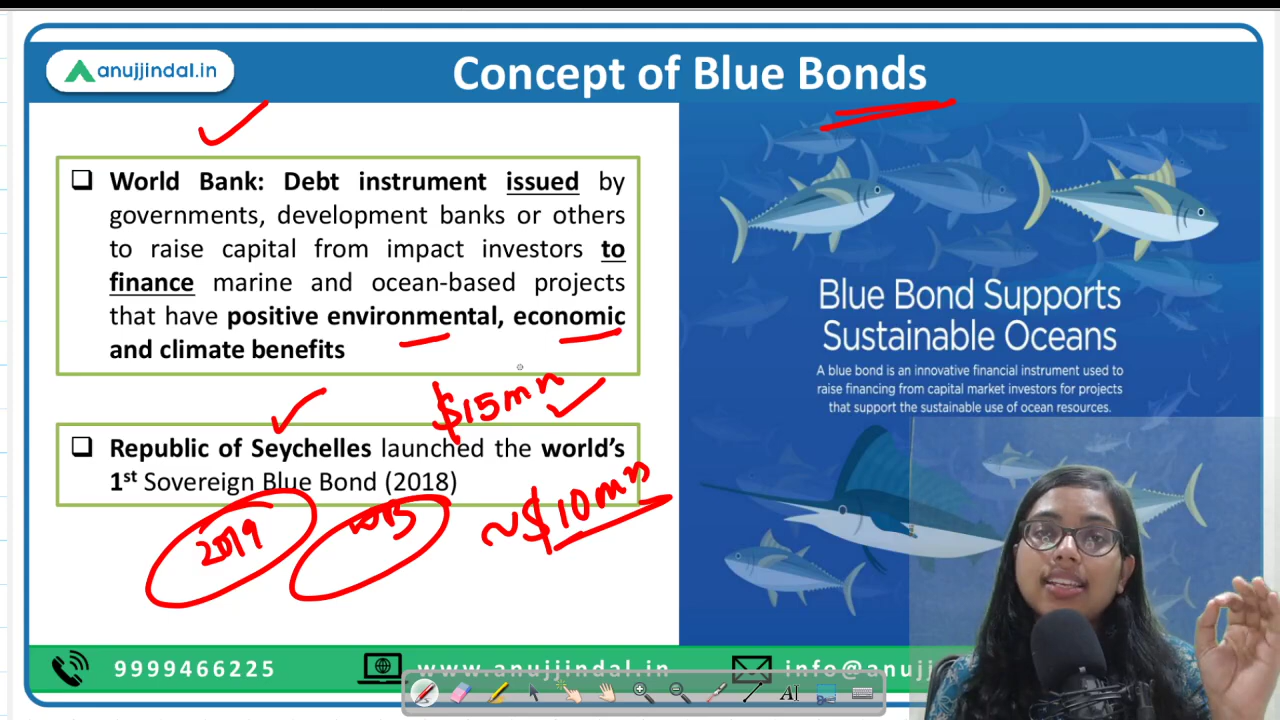 anujjindal.in
Concept of Blue Bonds
World Bank: Debt instrument issued by
governments, development banks or others
to raise capital from impact investors to
finance marine and ocean-based projects
that have positive environmental, economic
and climate benefits
$15mn
Republic of Seychelles launched the world's
1st Sovereign Blue Bond (2018)
~$10mn
2019
Blue Bond Supports
Sustainable Oceans
A blue bond is an innovative financial instrument used to
raise financing from capital market investors for projects
that support the sustainable use of ocean resources.
9999466225
www.anujjindal.in
info@anujj
AI